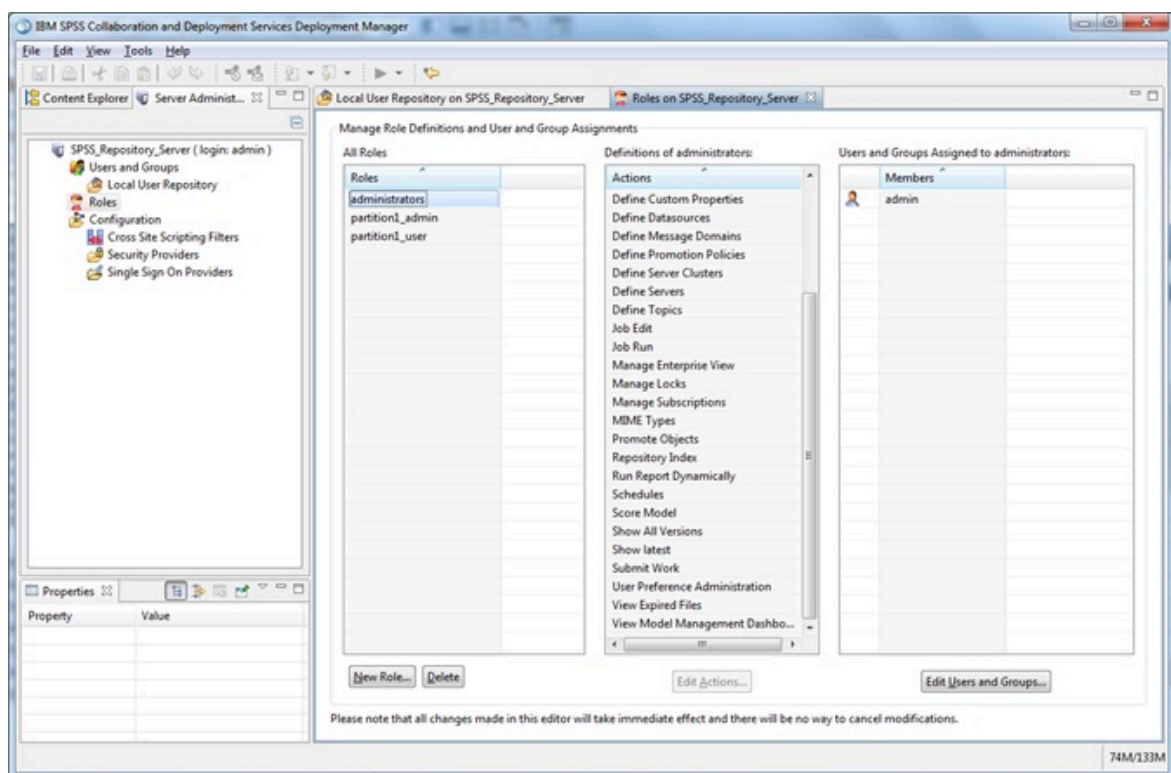 IBM SPSS Collaboration and Deployment Services Deployment Manager
File Edit View Tools Help
Content Explorer Server Administ...
SPSS_Repository_Server ( login: admin )
Users and Groups
Local User Repository
Roles
Configuration
Cross Site Scripting Filters
Security Providers
Single Sign On Providers
Properties
Property Value
Local User Repository on SPSS_Repository_Server Roles on SPSS_Repository_Server
Manage Role Definitions and User and Group Assignments
All Roles
Roles
administrators
partition1_admin
partition1_user
New Role... Delete
Definitions of administrators:
Actions
Define Custom Properties
Define Datasources
Define Message Domains
Define Promotion Policies
Define Server Clusters
Define Servers
Define Topics
Job Edit
Job Run
Manage Enterprise View
Manage Locks
Manage Subscriptions
MIME Types
Promote Objects
Repository Index
Run Report Dynamically
Schedules
Score Model
Show All Versions
Show latest
Submit Work
User Preference Administration
View Expired Files
View Model Management Dashbo...
Edit Actions...
Users and Groups Assigned to administrators:
Members
admin
Edit Users and Groups...
Please note that all changes made in this editor will take immediate effect and there will be no way to cancel modifications.
74M/133M